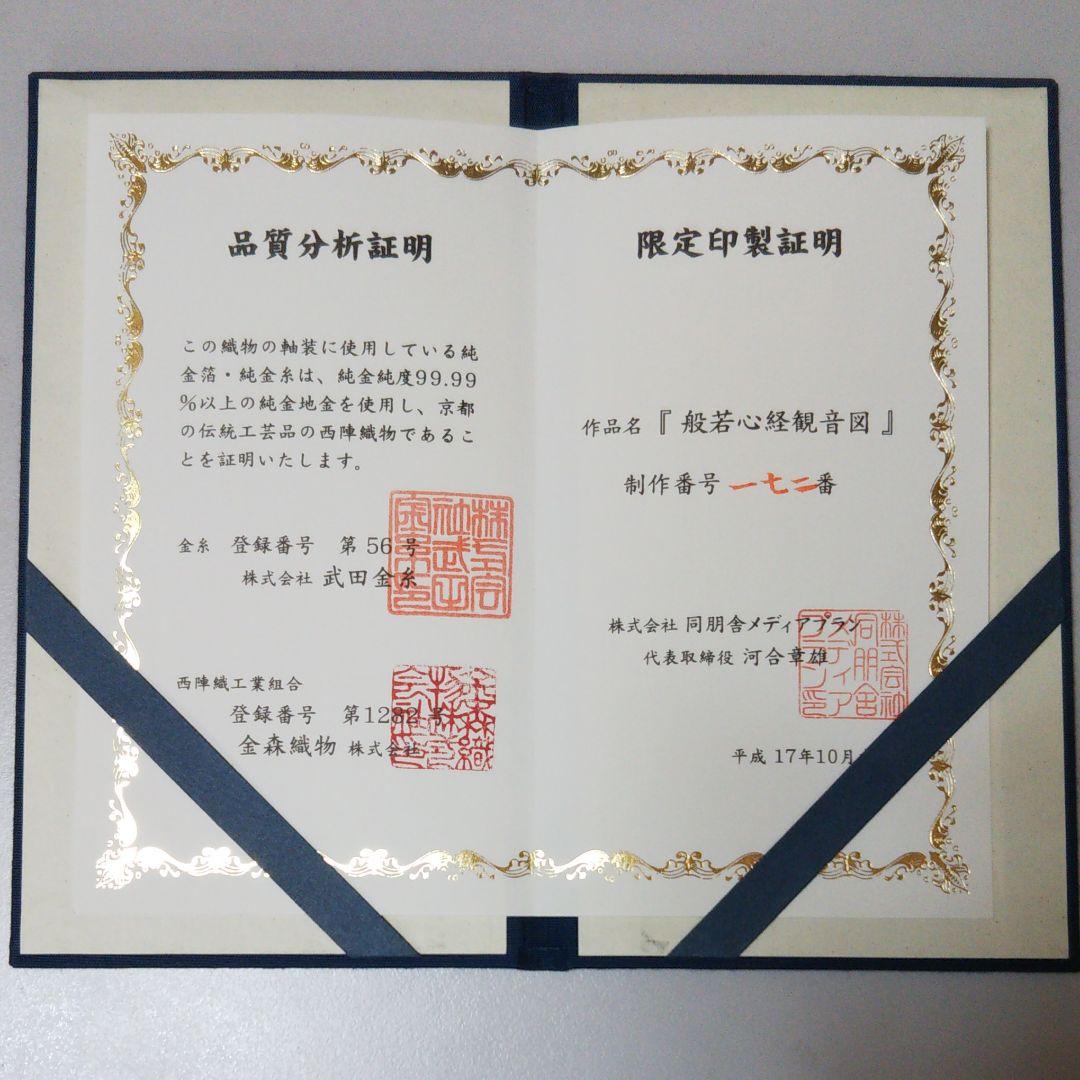 品質分析証明
この織物の軸装に使用している純
金箔・純金糸は、純金純度99.99
%以上の純金地金を使用し、京都
の伝統工芸品の西陣織物であるこ
とを証明いたします。
金糸 登録番号 第56号
株式会社 武田金糸
西陣織工業組合
登録番号 第1282号
金森織物 株式会社
限定印製証明
作品名『般若心経観音図』
制作番号 一七二番
株式会社 同朋舎メディアプラン
代表取締役 河合章雄
平成 17年10月